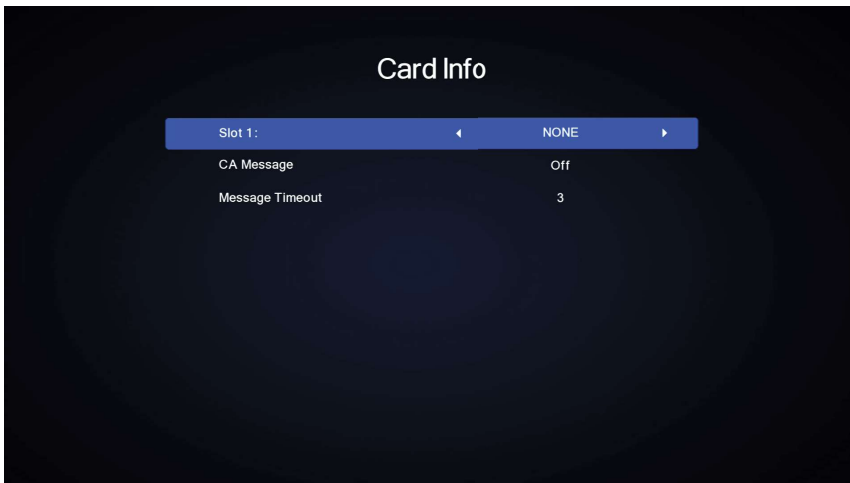 Card Info
Slot 1: NONE
CA Message Off
Message Timeout 3